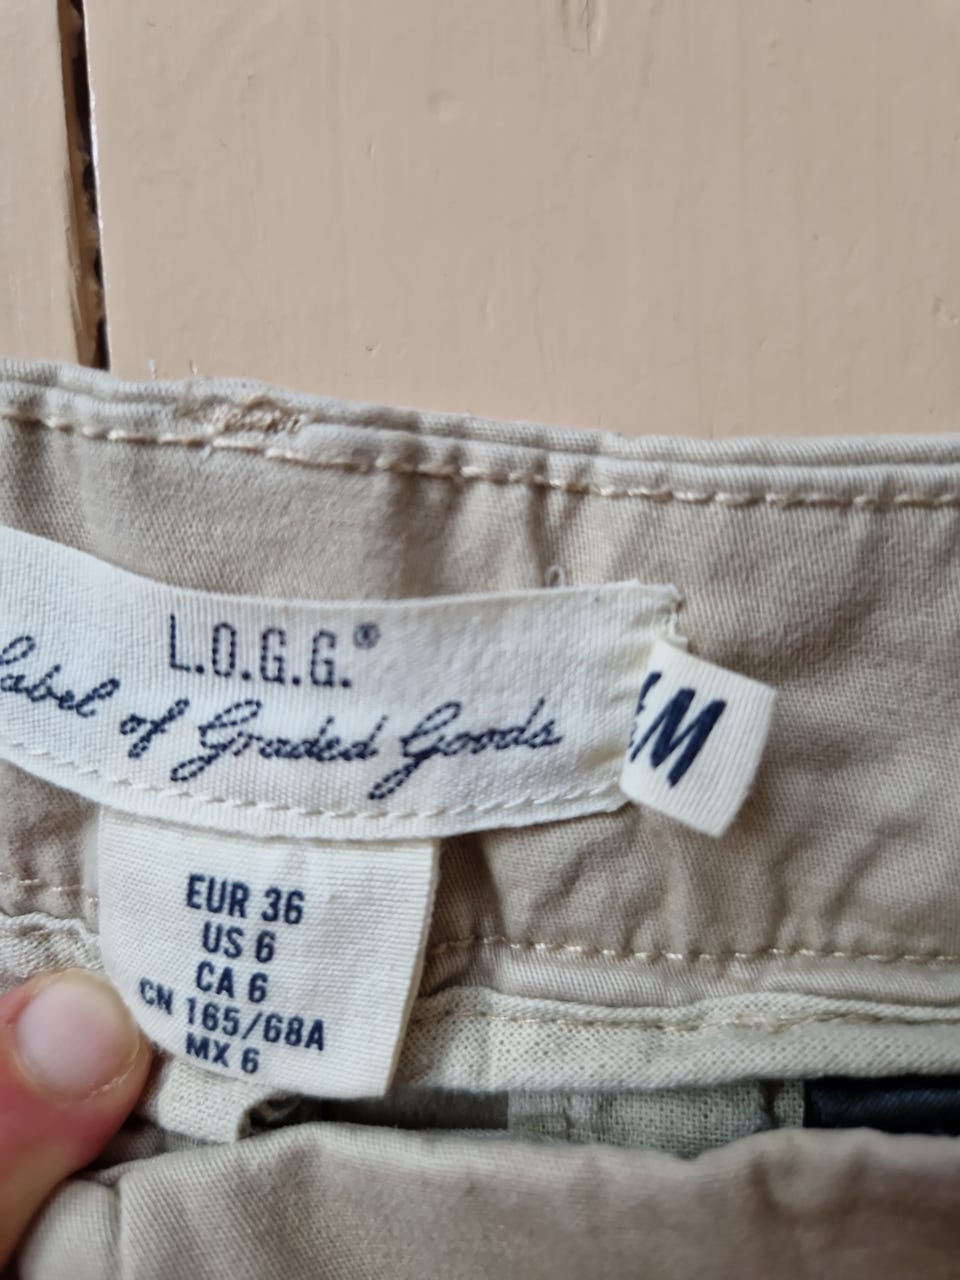 L.O.G.G.®
Label of Graded Goods
M
EUR 36
US 6
CA 6
CN 165/68A
MX 6